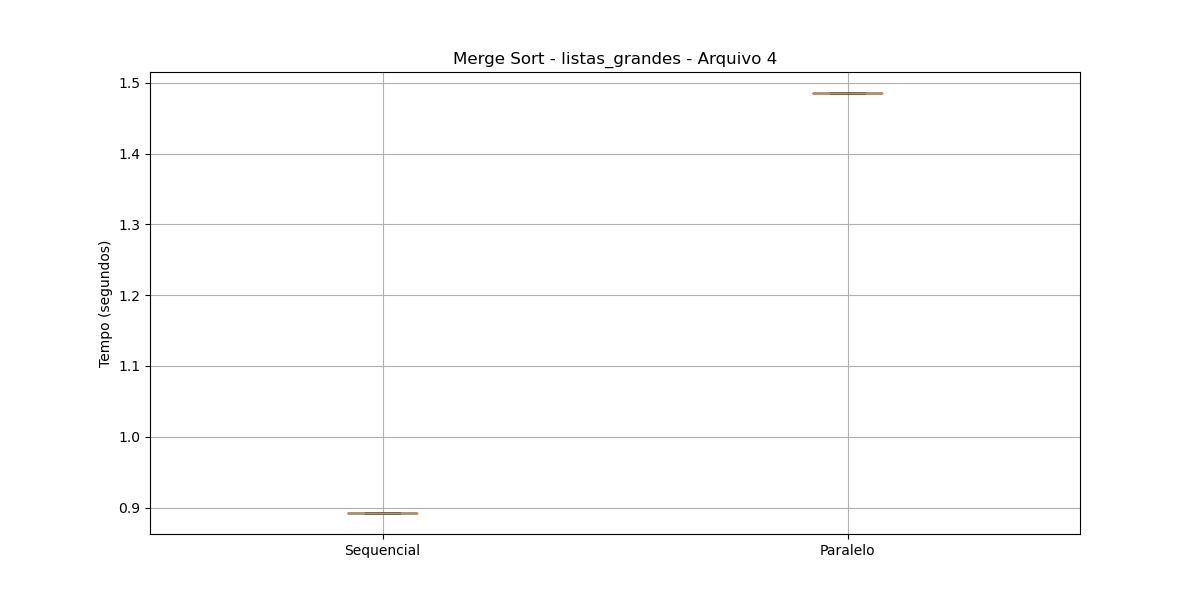 Merge Sort - listas_grandes - Arquivo 4
1.5
1.4
1.3
1.2
1.1
1.0
0.9
Tempo (segundos)
Sequencial
Paralelo